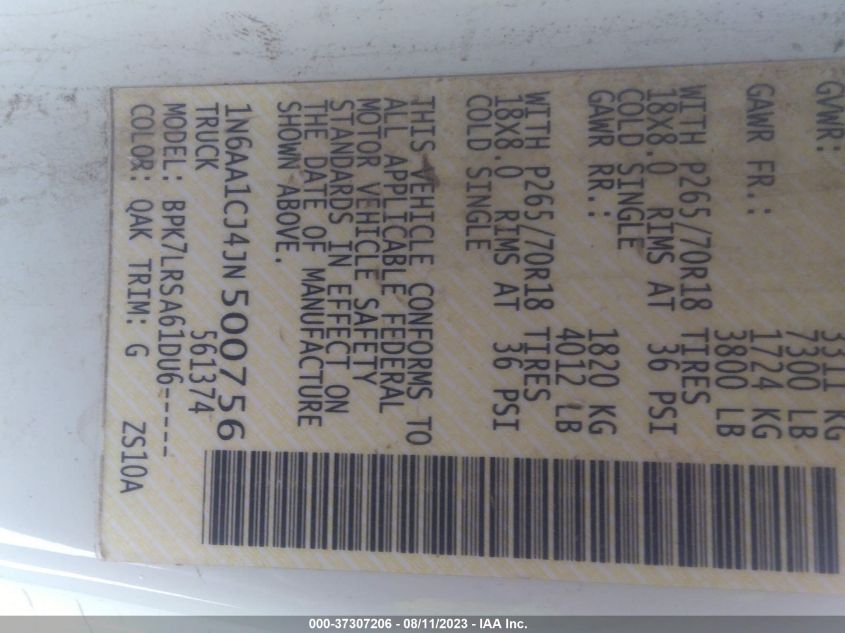 GVWR: 3311 KG
7300 LB
GAWR FR.: 1724 KG
3800 LB
WITH P265/70R18 TIRES
18X8.0 RIMS AT 36 PSI
COLD SINGLE
GAWR RR.: 1820 KG
4012 LB
WITH P265/70R18 TIRES
18X8.0 RIMS AT 36 PSI
COLD SINGLE
THIS VEHICLE CONFORMS TO
ALL APPLICABLE FEDERAL
MOTOR VEHICLE SAFETY
STANDARDS IN EFFECT ON
THE DATE OF MANUFACTURE
SHOWN ABOVE.
1N6AA1CJ4JN500756
TRUCK 561374
MODEL: BPK7LRSA61DU6-----
COLOR: QAK TRIM: G ZS10A
000-37307206 - 08/11/2023 - IAA Inc.